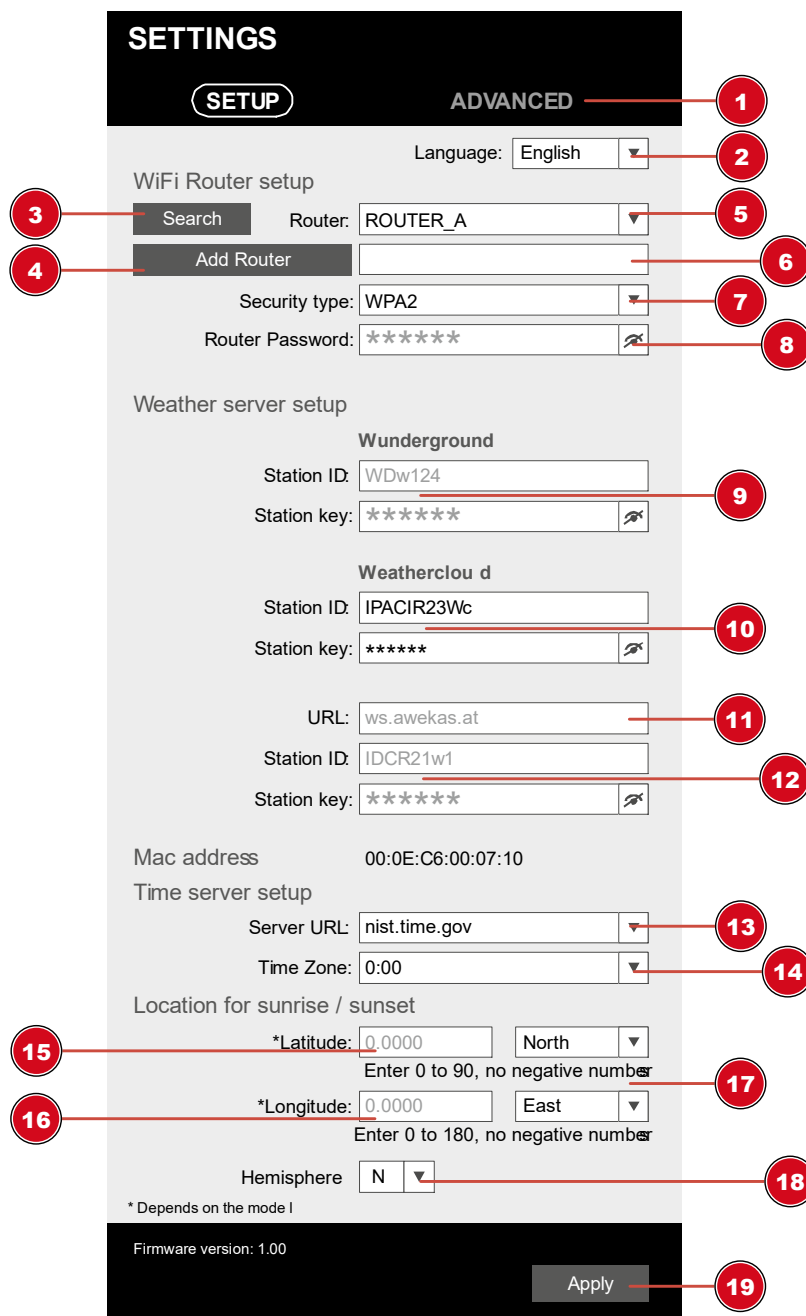 SETTINGS
SETUP ADVANCED 1
Language: English 2
WiFi Router setup
3 Search Router: ROUTER_A 5
4 Add Router 6
Security type: WPA2 7
Router Password: ****** 8
Weather server setup
Wunderground
Station ID: WDw124
9
Station key: ******
Weatherclou d
Station ID: IPACIR23Wc
10
Station key: ******
URL: ws.awekas.at 11
Station ID: IDCR21w1
12
Station key: ******
Mac address 00:0E:C6:00:07:10
Time server setup
Server URL: nist.time.gov 13
Time Zone: 0:00 14
Location for sunrise / sunset
15 *Latitude: 0.0000 North
Enter 0 to 90, no negative numbers 17
16 *Longitude: 0.0000 East
Enter 0 to 180, no negative numbers
Hemisphere N 18
* Depends on the mode l
Firmware version: 1.00
Apply 19